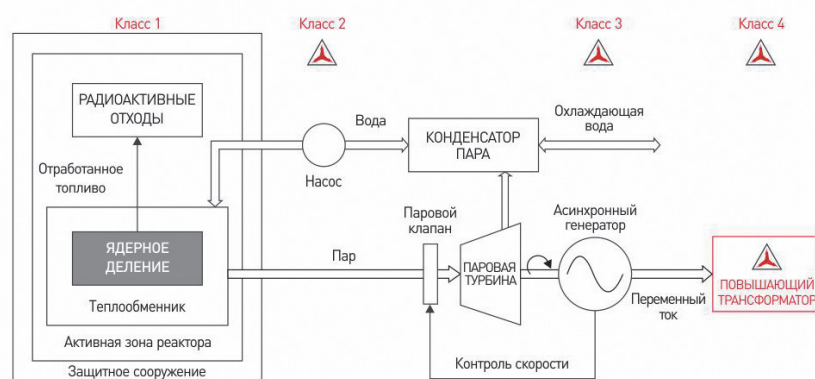 Класс 1
Класс 2
Класс 3
Класс 4
РАДИОАКТИВНЫЕ
ОТХОДЫ
Отработанное
топливо
ЯДЕРНОЕ
ДЕЛЕНИЕ
Теплообменник
Активная зона реактора
Защитное сооружение
Насос
Вода
КОНДЕНСАТОР
ПАРА
Охлаждающая
вода
Пар
Паровой
клапан
ПАРОВАЯ
ТУРБИНА
Асинхронный
генератор
Контроль скорости
Переменный
ток
ПОВЫШАЮЩИЙ
ТРАНСФОРМАТОР